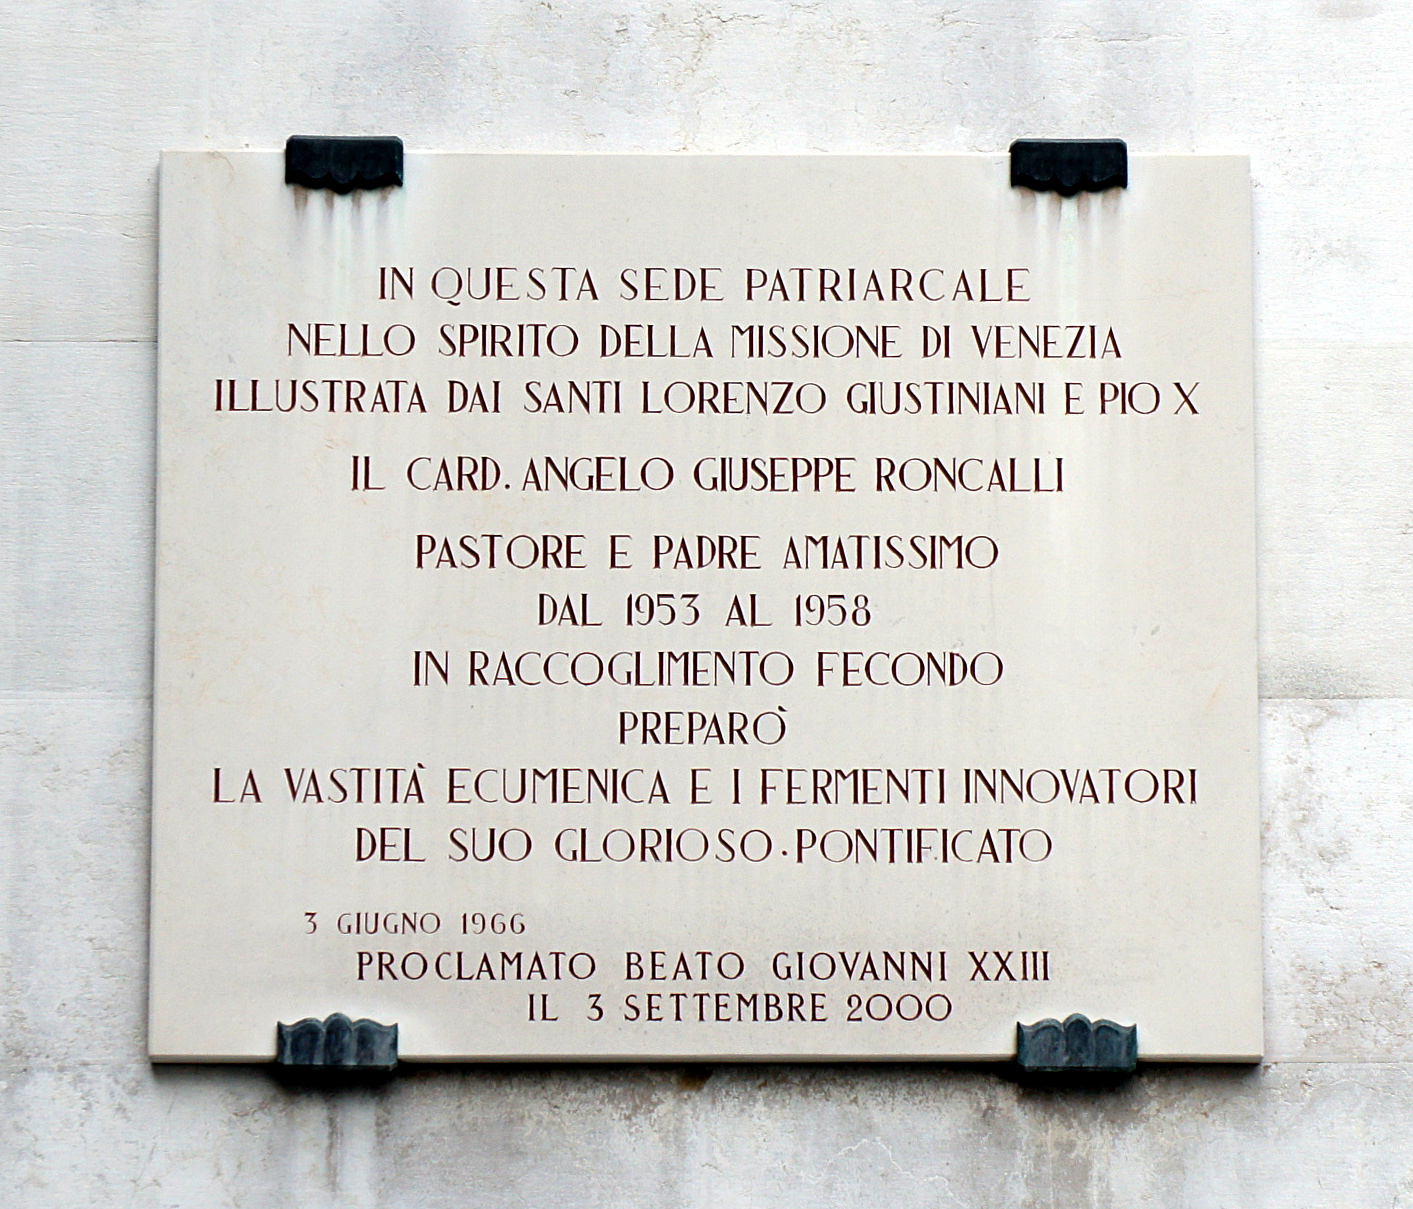 IN QUESTA SEDE PATRIARCALE
NELLO SPIRITO DELLA MISSIONE DI VENEZIA
ILLUSTRATA DAI SANTI LORENZO GIUSTINIANI E PIO X
IL CARD. ANGELO GIUSEPPE RONCALLI
PASTORE E PADRE AMATISSIMO
DAL 1953 AL 1958
IN RACCOGLIMENTO FECONDO
PREPARÒ
LA VASTITÀ ECUMENICA E I FERMENTI INNOVATORI
DEL SUO GLORIOSO · PONTIFICATO
3 GIUGNO 1966
PROCLAMATO BEATO GIOVANNI XXIII
IL 3 SETTEMBRE 2000